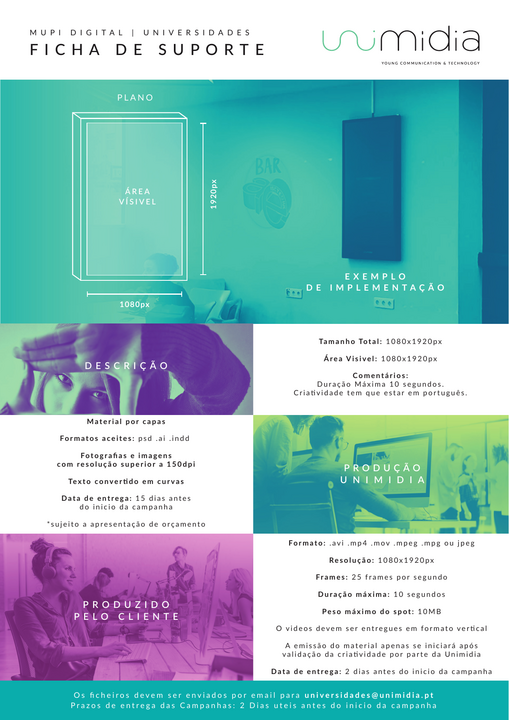 MUPI DIGITAL | UNIVERSIDADES
FICHA DE SUPORTE
unimidia
YOUNG COMMUNICATION & TECHNOLOGY
PLANO
ÁREA
VÍSIVEL
1920px
1080px
BAR
EXEMPLO
DE IMPLEMENTAÇÃO
DESCRIÇÃO
Tamanho Total: 1080x1920px
Área Visivel: 1080x1920px
Comentários:
Duração Máxima 10 segundos.
Criatividade tem que estar em português.
Material por capas
Formatos aceites: psd .ai .indd
Fotografias e imagens
com resolução superior a 150dpi
Texto convertido em curvas
Data de entrega: 15 dias antes
do inicio da campanha
*sujeito a apresentação de orçamento
PRODUÇÃO
UNIMIDIA
PRODUZIDO
PELO CLIENTE
Formato: .avi .mp4 .mov .mpeg .mpg ou jpeg
Resolução: 1080x1920px
Frames: 25 frames por segundo
Duração máxima: 10 segundos
Peso máximo do spot: 10MB
O videos devem ser entregues em formato vertical
A emissão do material apenas se iniciará após
validação da criatividade por parte da Unimidia
Data de entrega: 2 dias antes do inicio da campanha
Os ficheiros devem ser enviados por email para universidades@unimidia.pt
Prazos de entrega das Campanhas: 2 Dias uteis antes do inicio da campanha